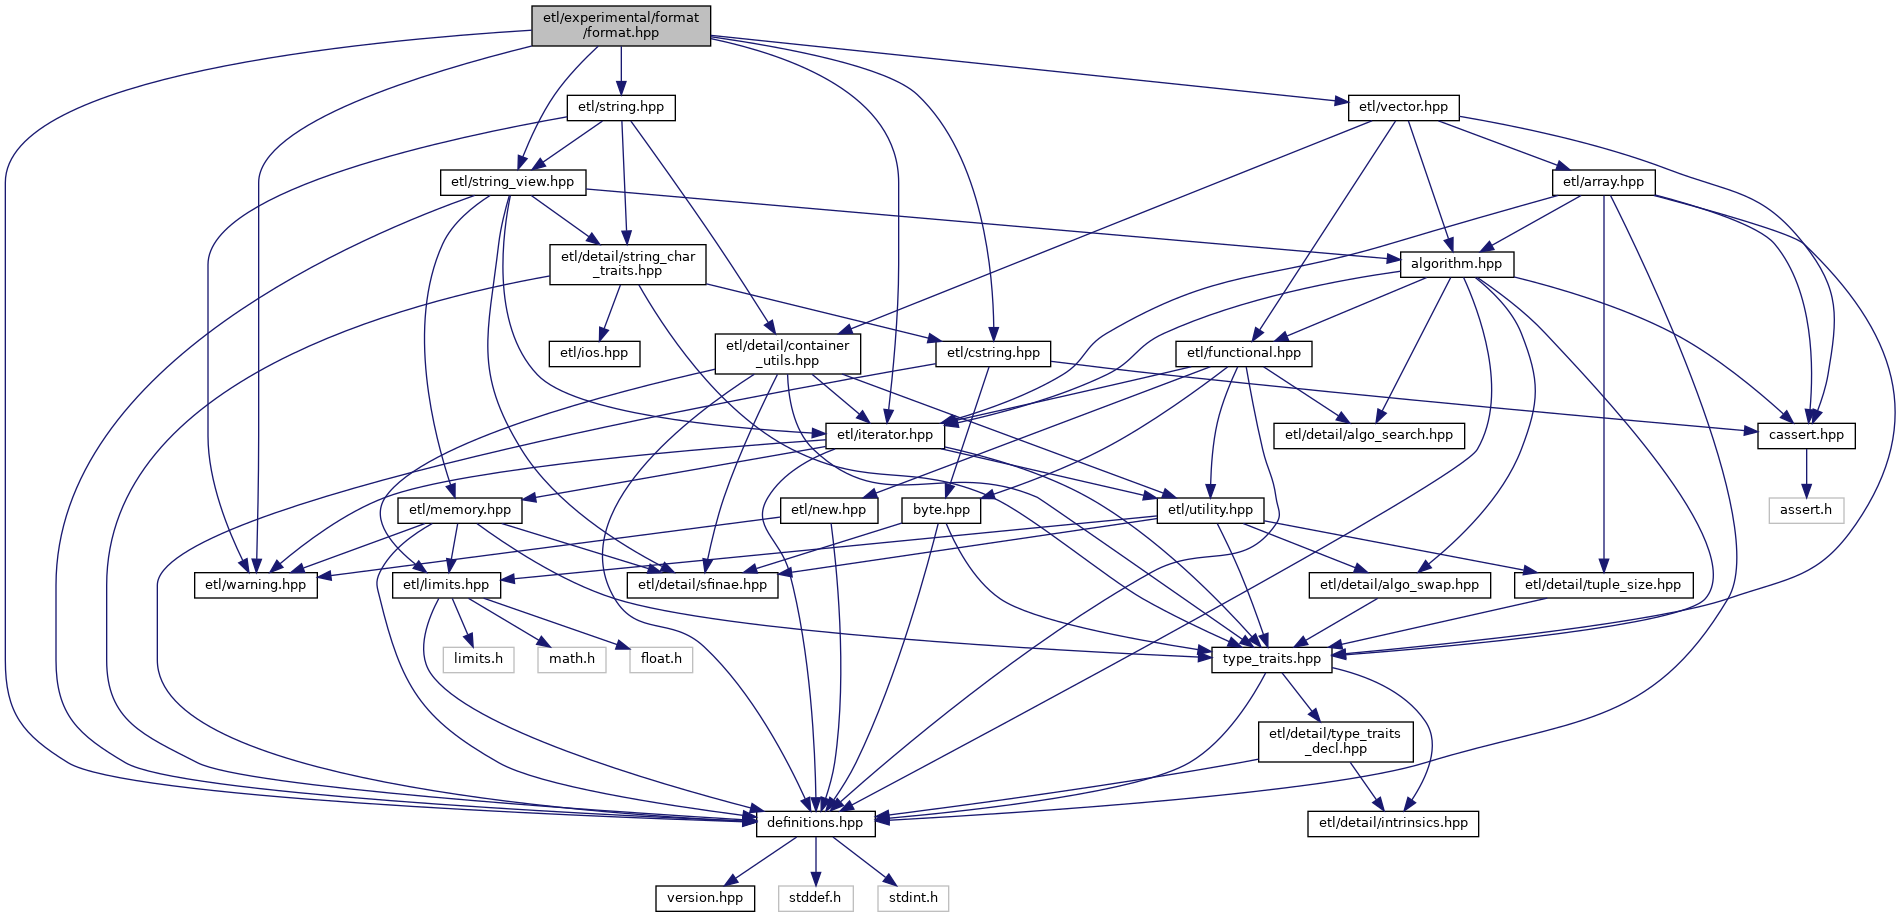 etl/experimental/format
/format.hpp
etl/string.hpp
etl/vector.hpp
etl/string_view.hpp
etl/array.hpp
etl/detail/string_char
_traits.hpp
algorithm.hpp
etl/ios.hpp
etl/detail/container
_utils.hpp
etl/cstring.hpp
etl/functional.hpp
etl/iterator.hpp
etl/detail/algo_search.hpp
cassert.hpp
etl/memory.hpp
etl/new.hpp
byte.hpp
etl/utility.hpp
assert.h
etl/warning.hpp
etl/limits.hpp
etl/detail/sfinae.hpp
etl/detail/algo_swap.hpp
etl/detail/tuple_size.hpp
limits.h
math.h
float.h
type_traits.hpp
etl/detail/type_traits
_decl.hpp
definitions.hpp
etl/detail/intrinsics.hpp
version.hpp
stddef.h
stdint.h